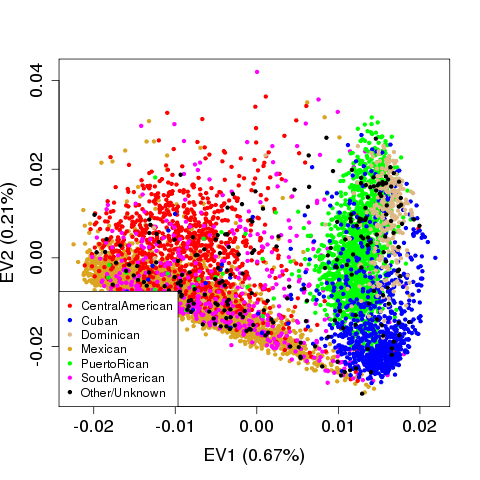 0.04
0.02
0.00
-0.02
EV2 (0.21%)
CentralAmerican
Cuban
Dominican
Mexican
PuertoRican
SouthAmerican
Other/Unknown
-0.02 -0.01 0.00 0.01 0.02
EV1 (0.67%)